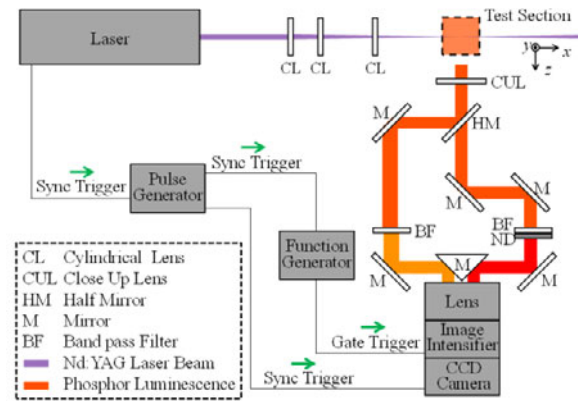 Laser
Test Section
y
x
z
CL
CL
CL
CUL
M
HM
Sync Trigger
Sync Trigger
Pulse
Generator
M
M
BF
BF
ND
Function
Generator
M
M
M
Lens
Gate Trigger
Image
Intensifier
Sync Trigger
CCD
Camera
CL Cylindrical Lens
CUL Close Up Lens
HM Half Mirror
M Mirror
BF Band pass Filter
Nd:YAG Laser Beam
Phosphor Luminescence